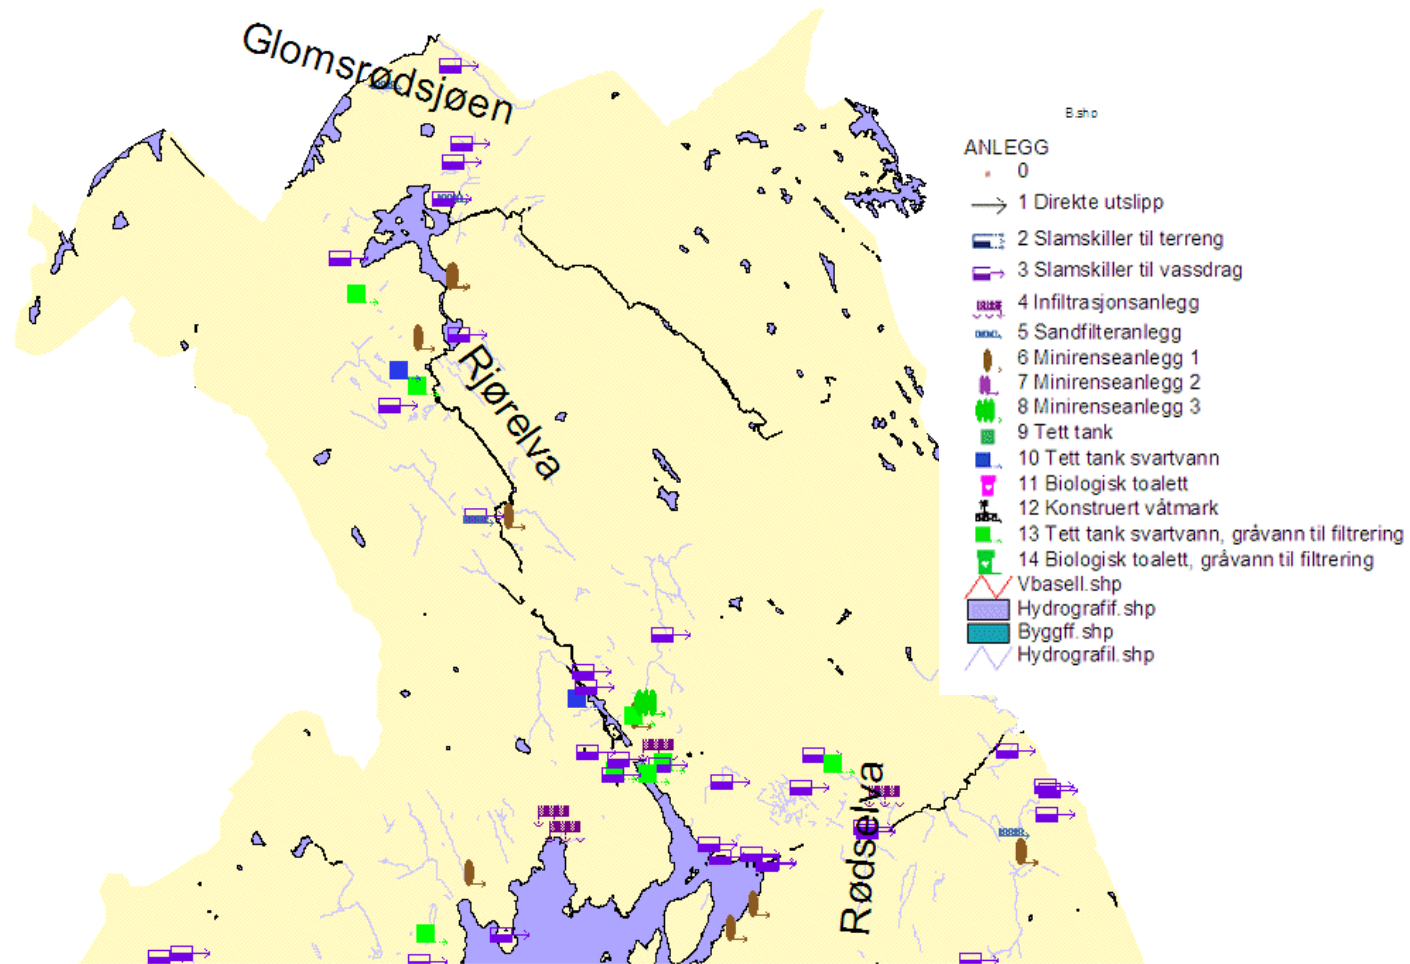 Glomsrødsjøen
Rjørelva
Rødselva
B.shp
ANLEGG
0
1 Direkte utslipp
2 Slamskiller til terreng
3 Slamskiller til vassdrag
4 Infiltrasjonsanlegg
5 Sandfilteranlegg
6 Minirenseanlegg 1
7 Minirenseanlegg 2
8 Minirenseanlegg 3
9 Tett tank
10 Tett tank svartvann
11 Biologisk toalett
12 Konstruert våtmark
13 Tett tank svartvann, gråvann til filtrering
14 Biologisk toalett, gråvann til filtrering
Vbasell.shp
Hydrografif.shp
Byggff.shp
Hydrografil.shp